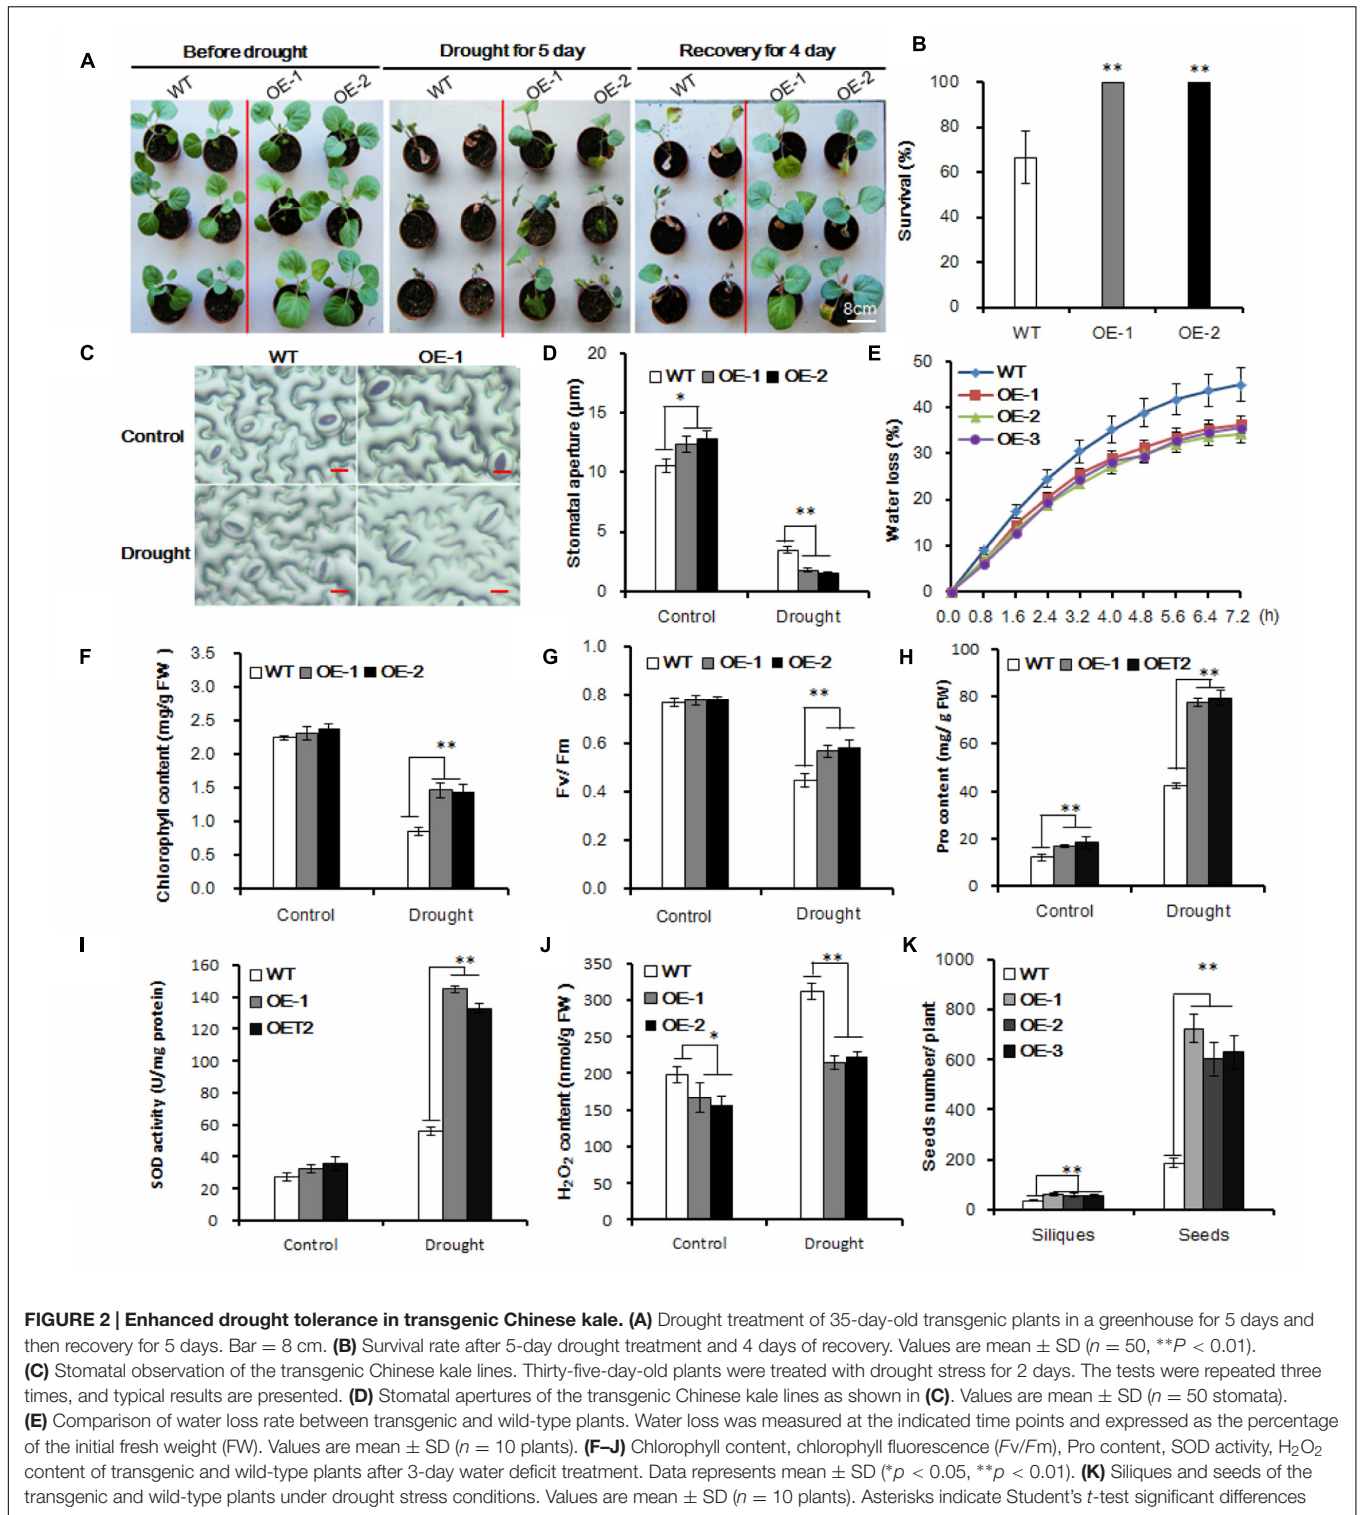 A
Before drought
Drought for 5 day
Recovery for 4 day
WT
OE-1
OE-2
WT
OE-1
OE-2
WT
OE-1
OE-2
8cm
B
Survival (%)
100
80
60
40
20
0
**
**
WT
OE-1
OE-2
C
WT
OE-1
Control
Drought
D
Stomatal aperture (μm)
20
15
10
5
0
WT OE-1 OE-2
*
**
Control
Drought
E
Water loss (%)
50
40
30
20
10
0
WT
OE-1
OE-2
OE-3
0.0 0.8 1.6 2.4 3.2 4.0 4.8 5.6 6.4 7.2 (h)
F
Chlorophyll content (mg/g FW )
3.5
3.0
2.5
2.0
1.5
1.0
0.5
0.0
WT OE-1 OE-2
**
Control
Drought
G
Fv/ Fm
1.0
0.8
0.6
0.4
0.2
0.0
WT OE-1 OE-2
**
Control
Drought
H
Pro content (mg/ g FW)
100
80
60
40
20
0
WT OE-1 OET2
**
**
Control
Drought
I
SOD activity (U/mg protein)
160
140
120
100
80
60
40
20
0
WT
OE-1
OET2
**
Control
Drought
J
H₂O₂ content (nmol/g FW )
350
300
250
200
150
100
50
0
WT
OE-1
OE-2
*
**
Control
Drought
K
Seeds number/ plant
1000
800
600
400
200
0
WT
OE-1
OE-2
OE-3
**
**
Siliques
Seeds
FIGURE 2 | Enhanced drought tolerance in transgenic Chinese kale. (A) Drought treatment of 35-day-old transgenic plants in a greenhouse for 5 days and
then recovery for 5 days. Bar = 8 cm. (B) Survival rate after 5-day drought treatment and 4 days of recovery. Values are mean ± SD (n = 50, **P < 0.01).
(C) Stomatal observation of the transgenic Chinese kale lines. Thirty-five-day-old plants were treated with drought stress for 2 days. The tests were repeated three
times, and typical results are presented. (D) Stomatal apertures of the transgenic Chinese kale lines as shown in (C). Values are mean ± SD (n = 50 stomata).
(E) Comparison of water loss rate between transgenic and wild-type plants. Water loss was measured at the indicated time points and expressed as the percentage
of the initial fresh weight (FW). Values are mean ± SD (n = 10 plants). (F–J) Chlorophyll content, chlorophyll fluorescence (Fv/Fm), Pro content, SOD activity, H₂O₂
content of transgenic and wild-type plants after 3-day water deficit treatment. Data represents mean ± SD (*p < 0.05, **p < 0.01). (K) Siliques and seeds of the
transgenic and wild-type plants under drought stress conditions. Values are mean ± SD (n = 10 plants). Asterisks indicate Student's t-test significant differences